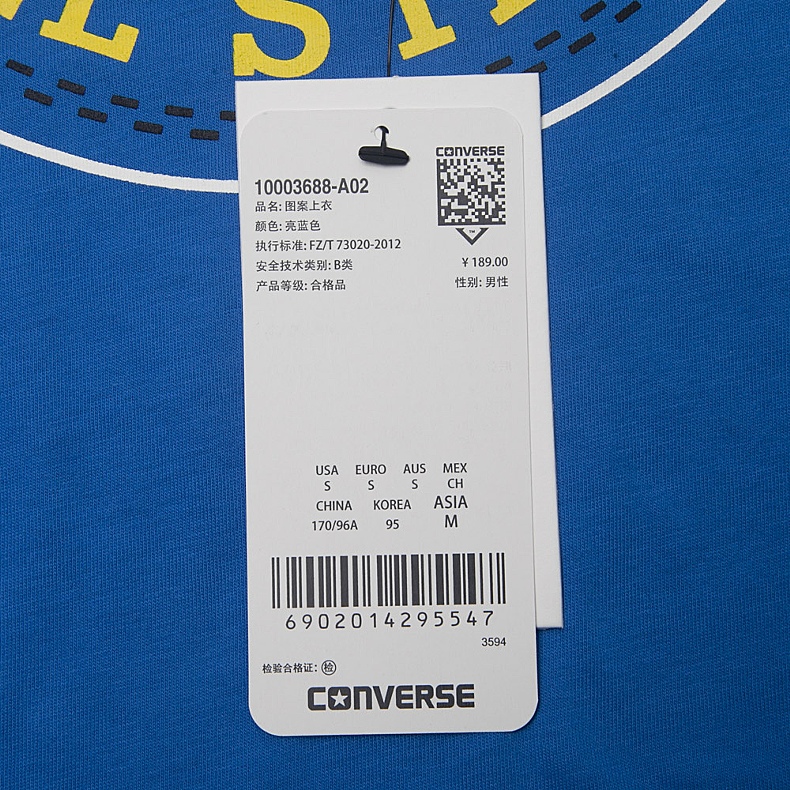 CONVERSE
10003688-A02
品名: 图案上衣
颜色: 亮蓝色
执行标准: FZ/T 73020-2012
安全技术类别: B类
¥ 189.00
产品等级: 合格品
性别: 男性
USA EURO AUS MEX
S S S CH
CHINA KOREA ASIA
170/96A 95 M
6902014295547
3594
检验合格证: 检
CONVERSE